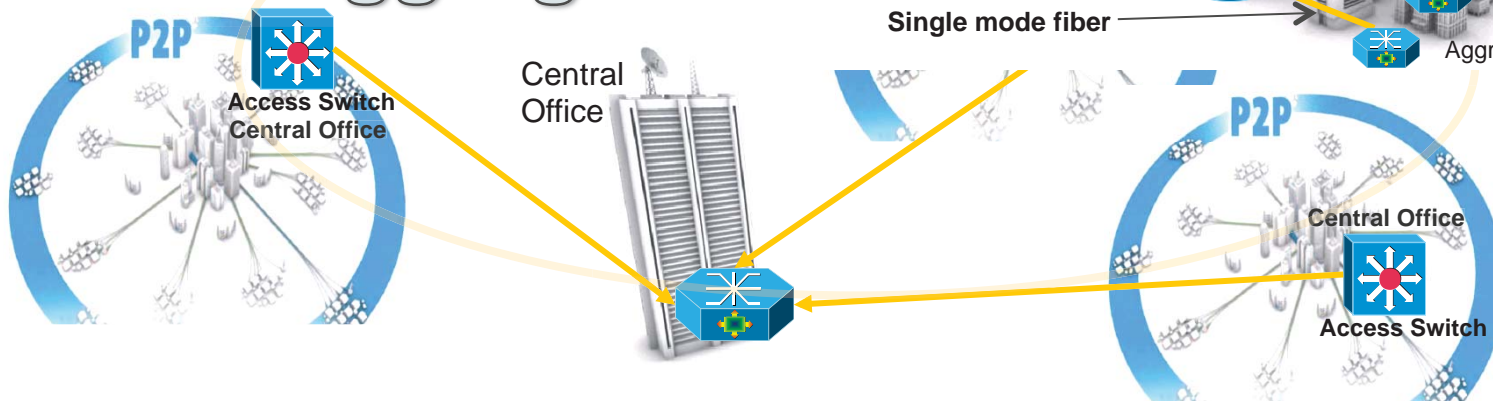 Single mode fiber
P2P
Access Switch
Central Office
Central
Office
P2P
Central Office
Access Switch